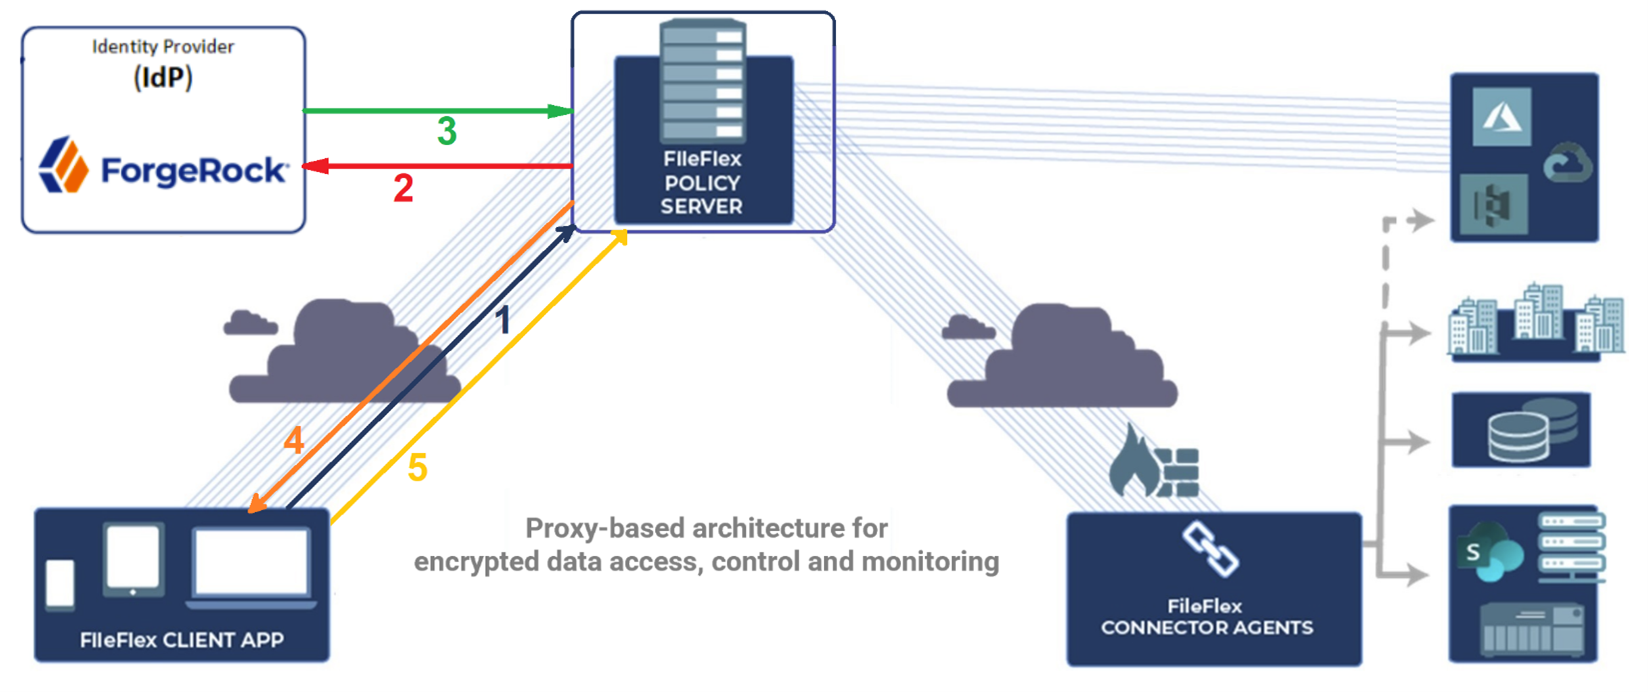 Identity Provider
(IdP)
ForgeRock
3
2
FIleFlex
POLICY
SERVER
1
4
5
Proxy-based architecture for
encrypted data access, control and monitoring
S
FIleFlex CLIENT APP
FileFlex
CONNECTOR AGENTS